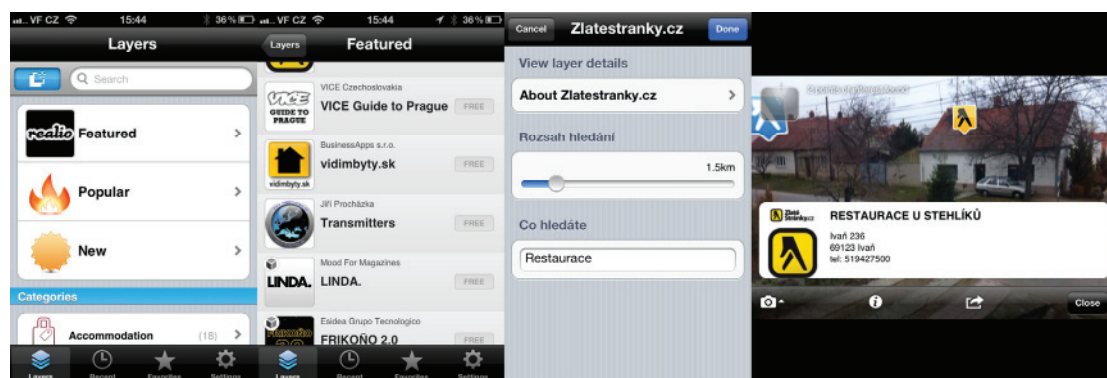 VF CZ 15:44 36%
Layers
Search
realio Featured
Popular
New
Categories
Accommodation (18)
Layers Recent Favorites Settings
VF CZ 15:44 36%
Layers Featured
VICE GUIDE TO PRAGUE
VICE Czechoslovakia
VICE Guide to Prague FREE
BusinessApps s.r.o.
vidimbyty.sk FREE
vidimbyty.sk
Jiří Procházka
Transmitters FREE
Mood For Magazines
LINDA. LINDA. FREE
Esidea Grupo Tecnologico
FRIKOÑO 2.0 FREE
Layers Recent Favorites Settings
Cancel Zlatestranky.cz Done
View layer details
About Zlatestranky.cz
Rozsah hledání
1.5km
Co hledáte
Restaurace
Zlaté Stránky.cz
RESTAURACE U STEHLÍKŮ
Ivaň 236
69123 Ivaň
tel: 519427500
Close